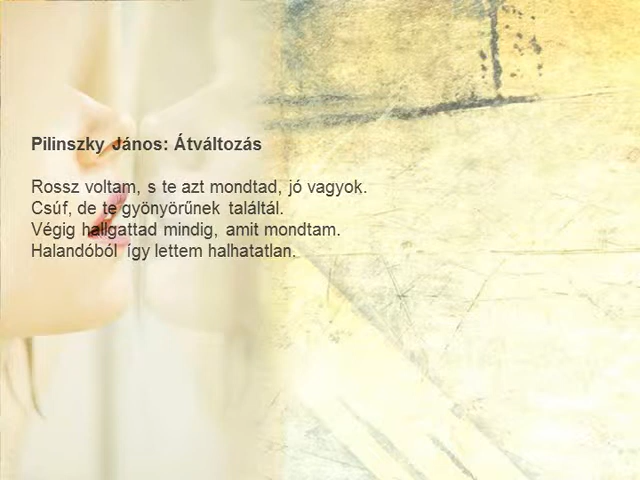 Pilinszky János: Átváltozás
Rossz voltam, s te azt mondtad, jó vagyok.
Csúf, de te gyönyörűnek találtál.
Végig hallgattad mindig, amit mondtam.
Halandóból így lettem halhatatlan.